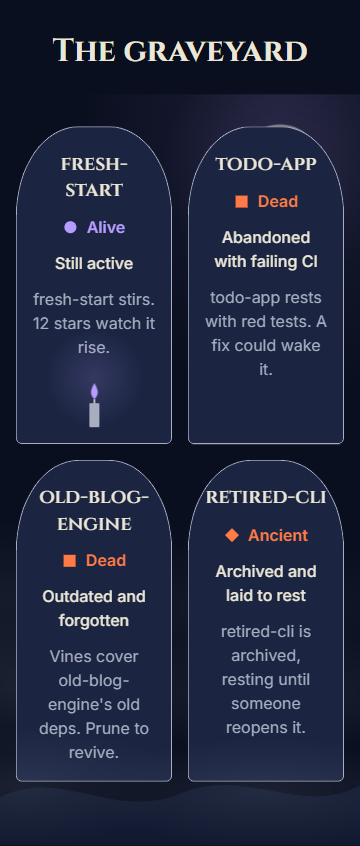 The graveyard
fresh-
start
Alive
Still active
fresh-start stirs.
12 stars watch it
rise.
todo-app
Dead
Abandoned
with failing CI
todo-app rests
with red tests. A
fix could wake
it.
old-blog-
engine
Dead
Outdated and
forgotten
Vines cover
old-blog-
engine's old
deps. Prune to
revive.
retired-cli
Ancient
Archived and
laid to rest
retired-cli is
archived,
resting until
someone
reopens it.